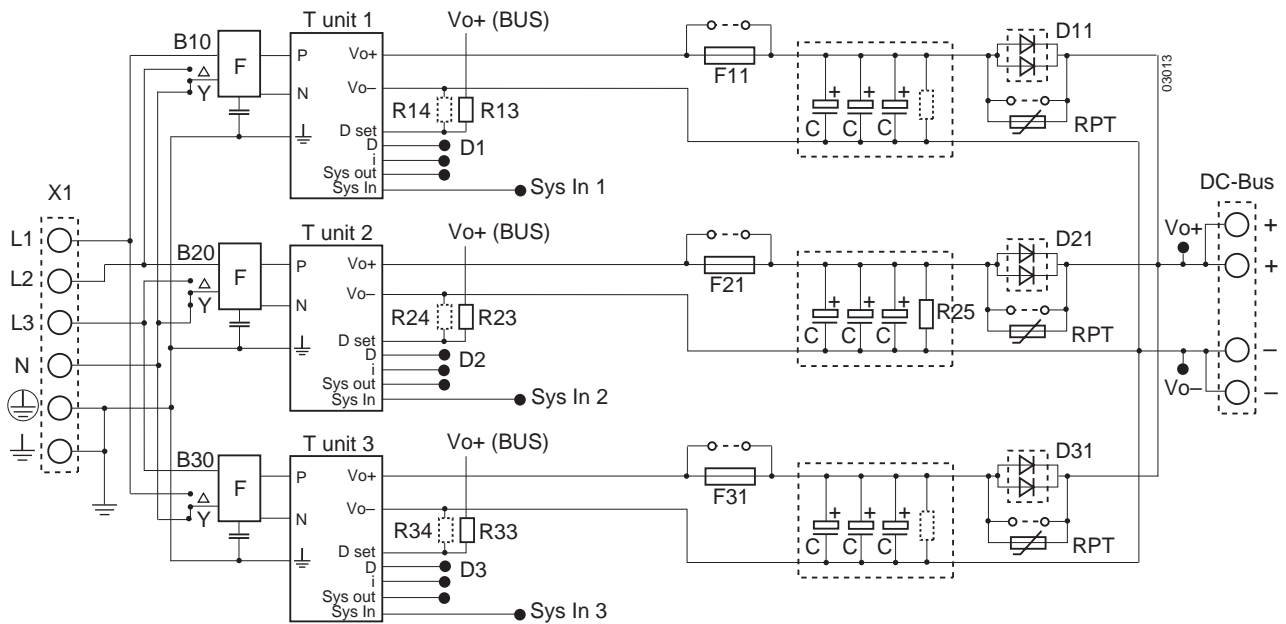 T unit 1
Vo+ (BUS)
D11
B10
F
P
Vo+
F11
03013
Δ
Y
N
Vo–
R14
R13
+ + +
C C C
RPT
D set
D
D1
i
Sys out
Sys In
Sys In 1
X1
DC-Bus
T unit 2
Vo+ (BUS)
D21
Vo+
+
L1
B20
F
P
Vo+
F21
+
L2
Δ
Y
N
Vo–
R24
R23
+ + +
C C C
R25
RPT
L3
D set
D
D2
–
N
i
Sys out
Vo–
–
Sys In
Sys In 2
T unit 3
Vo+ (BUS)
D31
B30
F
P
Vo+
F31
Δ
Y
N
Vo–
R34
R33
+ + +
C C C
RPT
D set
D
D3
i
Sys out
Sys In
Sys In 3